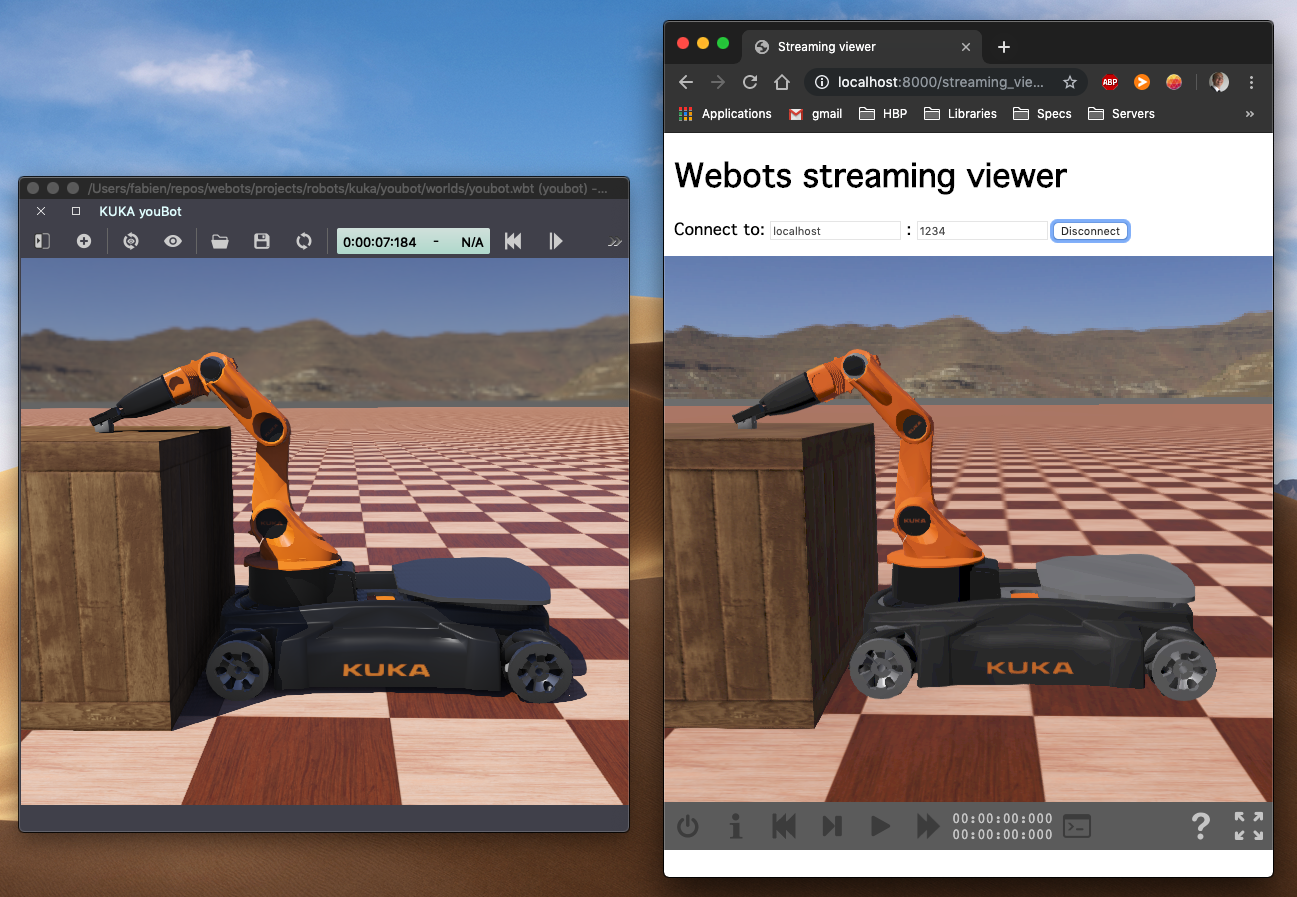 /Users/fabien/repos/webots/projects/robots/kuka/youbot/worlds/youbot.wbt (youbot) –...
KUKA youBot
0:00:07:184 - N/A
KUKA
KUKA
Streaming viewer
localhost:8000/streaming_vie...
ABP
Applications
gmail
HBP
Libraries
Specs
Servers
Webots streaming viewer
Connect to: localhost : 1234 Disconnect
KUKA
KUKA
KUKA
00:00:00:000
00:00:00:000
?